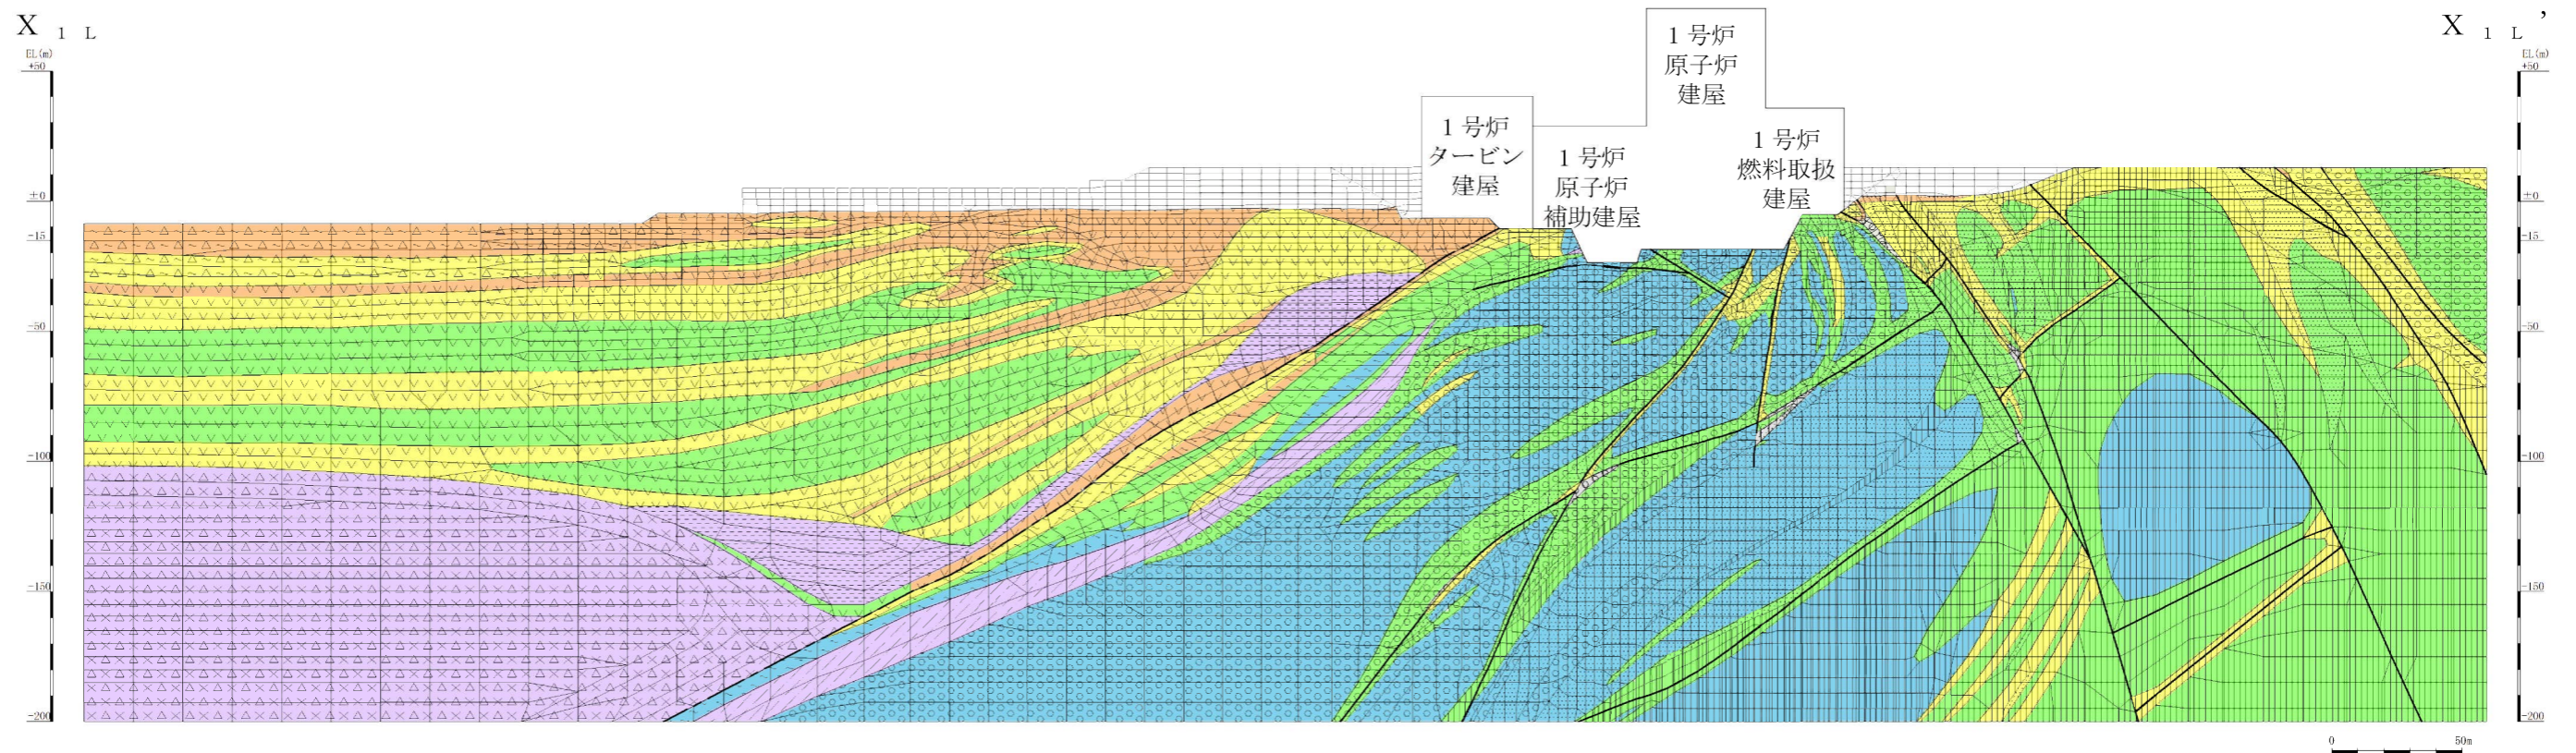 X 1 L
X 1 L ’
EL(m)
+50
±0
-15
-50
-100
-150
-200
1号炉
タービン
建屋
1号炉
原子炉
補助建屋
1号炉
原子炉
建屋
1号炉
燃料取扱
建屋
EL(m)
+50
±0
-15
-50
-100
-150
-200
0 50m